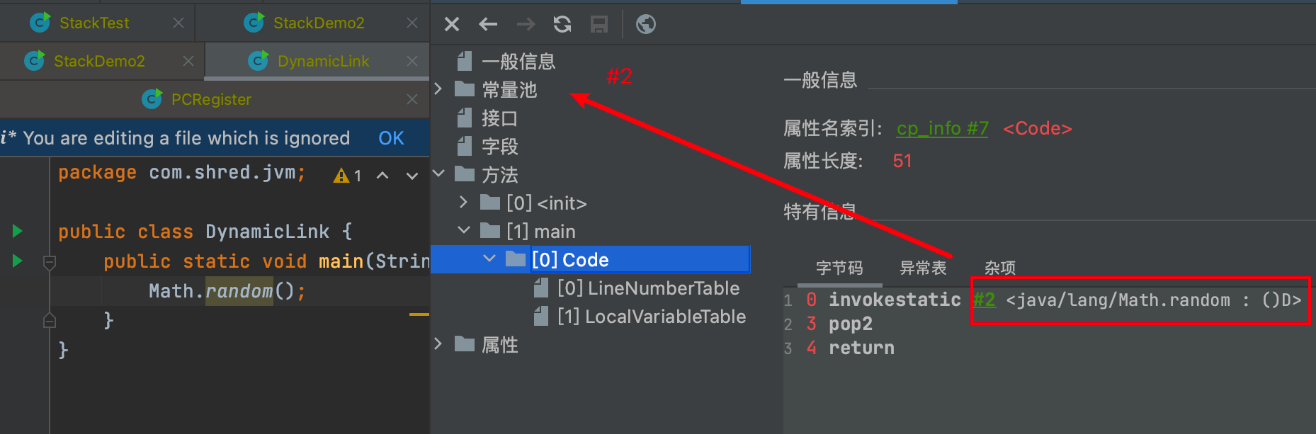 StackTest
StackDemo2
StackDemo2
DynamicLink
PCRegister
i* You are editing a file which is ignored OK
package com.shred.jvm;
1
public class DynamicLink {
public static void main(Strin
Math.random();
}
}
一般信息
常量池
接口
字段
方法
[0] <init>
[1] main
[0] Code
[0] LineNumberTable
[1] LocalVariableTable
属性
#2
一般信息
属性名索引: cp_info #7 <Code>
属性长度: 51
特有信息
字节码 异常表 杂项
1 0 invokestatic #2 <java/lang/Math.random : ()D>
2 3 pop2
3 4 return